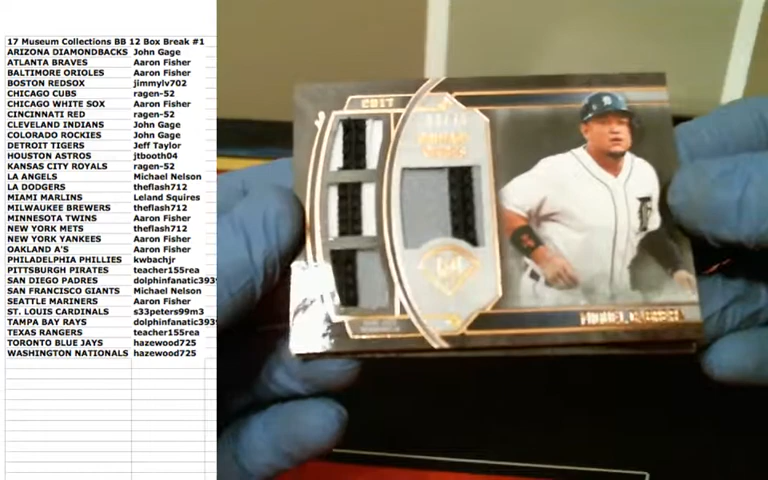 17 Museum Collections BB 12 Box Break #1
ARIZONA DIAMONDBACKS John Gage
ATLANTA BRAVES Aaron Fisher
BALTIMORE ORIOLES Aaron Fisher
BOSTON REDSOX jimmylv702
CHICAGO CUBS ragen-52
CHICAGO WHITE SOX Aaron Fisher
CINCINNATI RED ragen-52
CLEVELAND INDIANS John Gage
COLORADO ROCKIES John Gage
DETROIT TIGERS Jeff Taylor
HOUSTON ASTROS jtbooth04
KANSAS CITY ROYALS ragen-52
LA ANGELS Michael Nelson
LA DODGERS theflash712
MIAMI MARLINS Leland Squires
MILWAUKEE BREWERS theflash712
MINNESOTA TWINS Aaron Fisher
NEW YORK METS theflash712
NEW YORK YANKEES Aaron Fisher
OAKLAND A'S Aaron Fisher
PHILADELPHIA PHILLIES kwbachjr
PITTSBURGH PIRATES teacher155rea
SAN DIEGO PADRES dolphinfanatic393
SAN FRANCISCO GIANTS Michael Nelson
SEATTLE MARINERS Aaron Fisher
ST. LOUIS CARDINALS s33peters99m3
TAMPA BAY RAYS dolphinfanatic393
TEXAS RANGERS teacher155rea
TORONTO BLUE JAYS hazewood725
WASHINGTON NATIONALS hazewood725